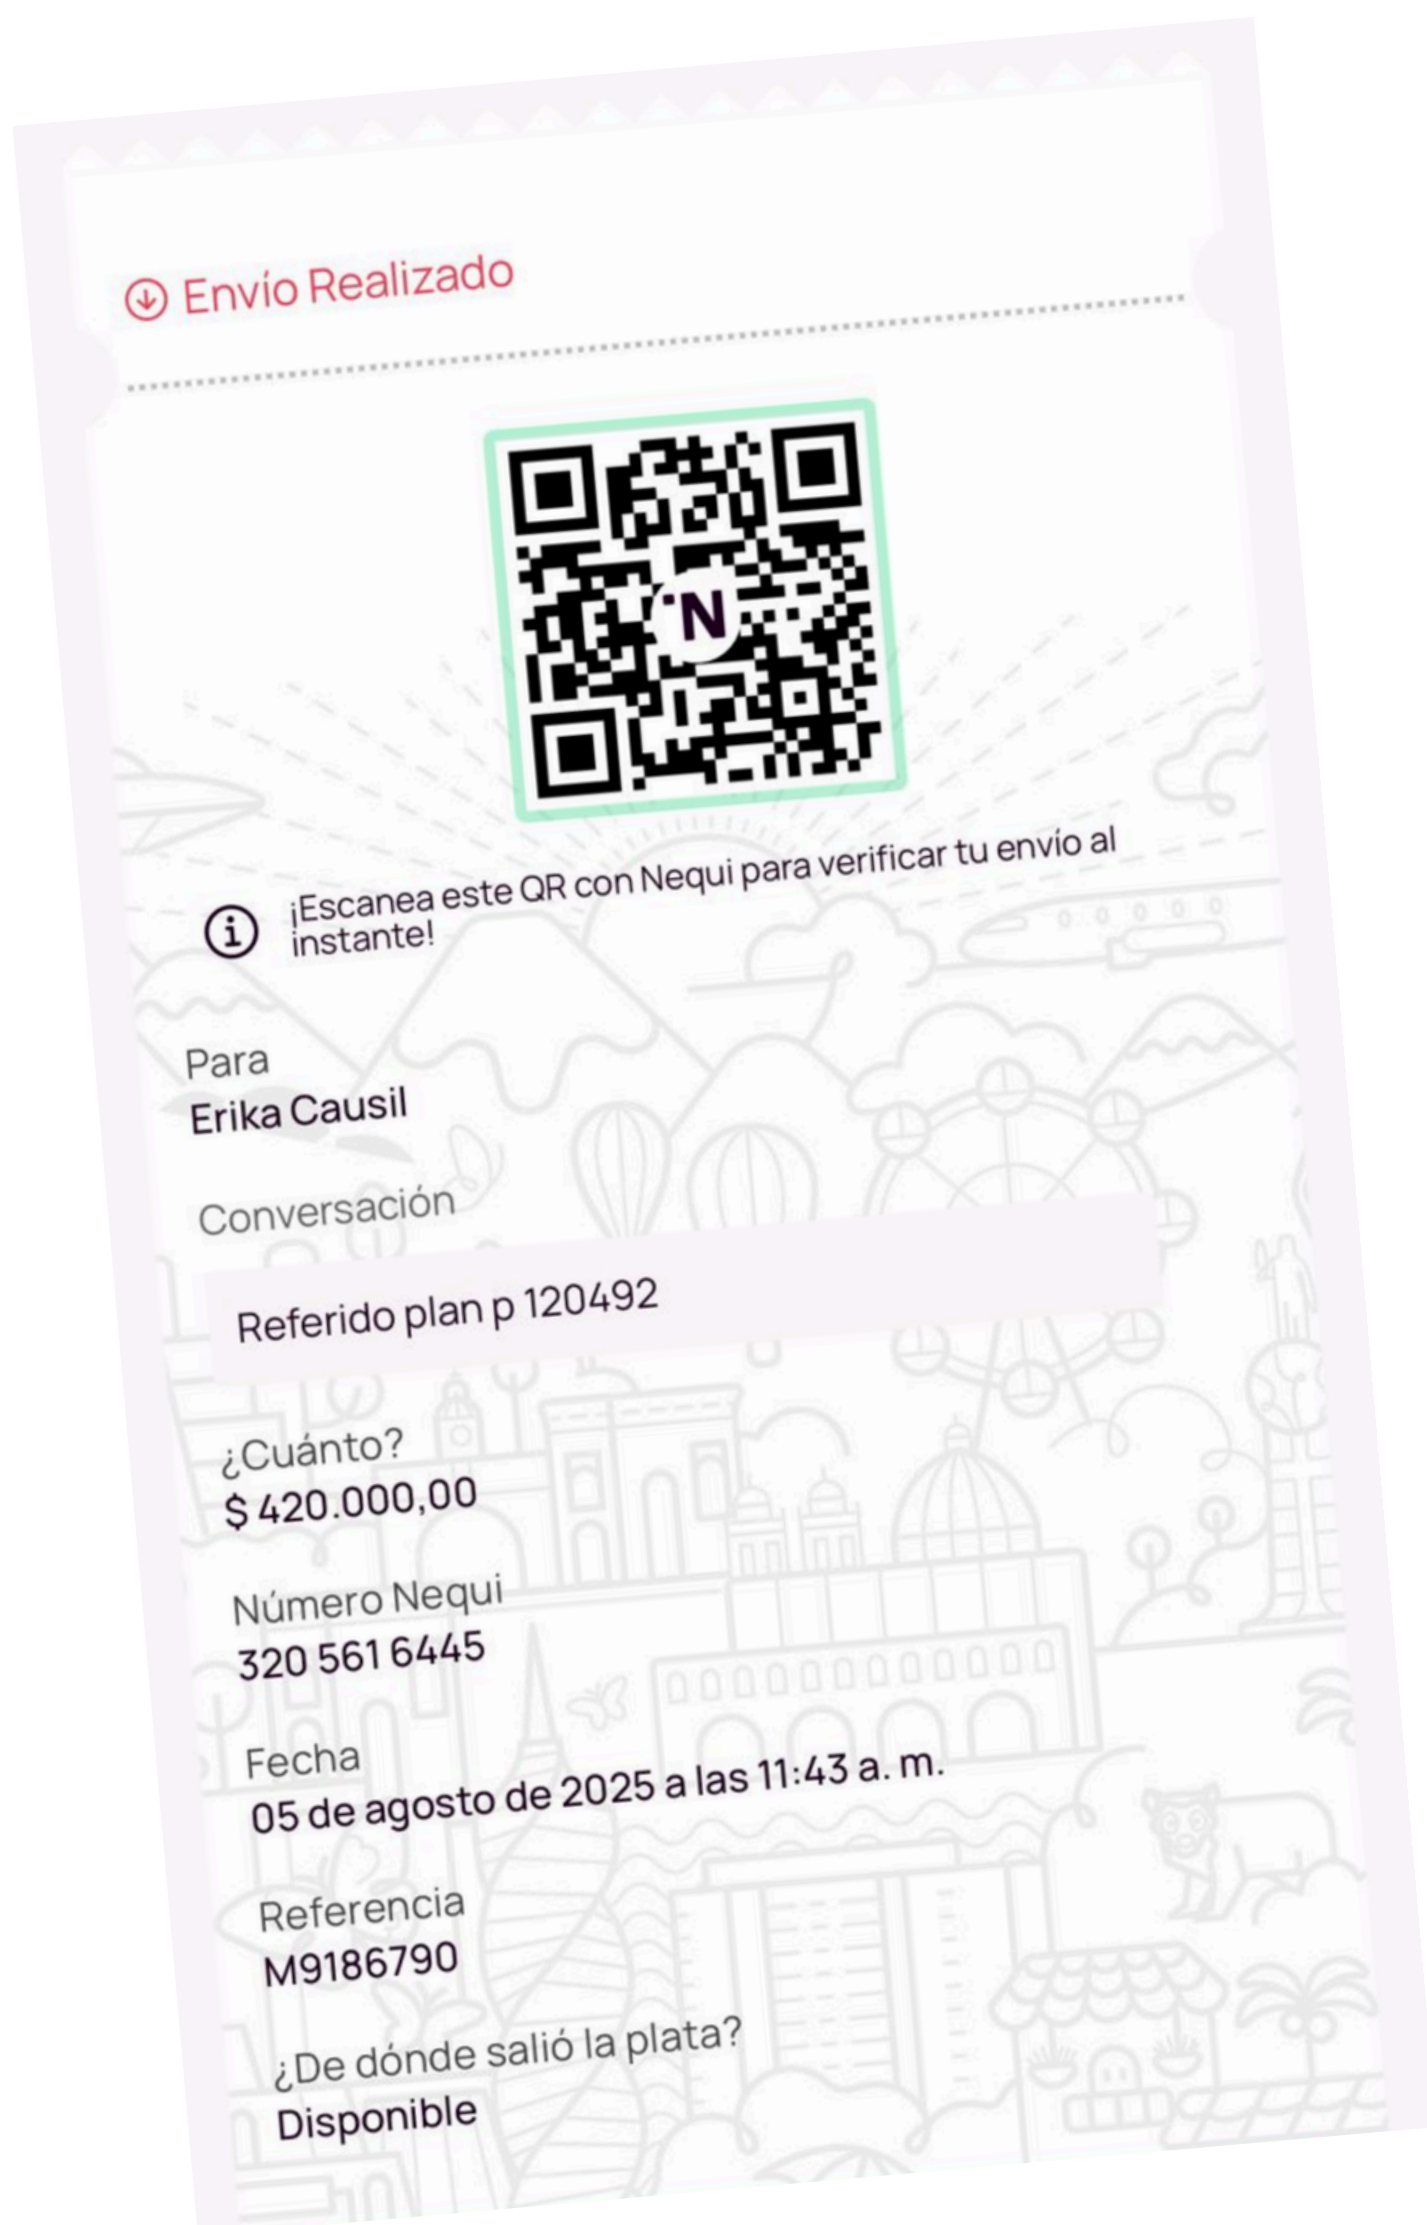 Envío Realizado
N
¡Escanea este QR con Nequi para verificar tu envío al
instante!
Para
Erika Causil
Conversación
Referido plan p 120492
¿Cuánto?
$ 420.000,00
Número Nequi
320 561 6445
Fecha
05 de agosto de 2025 a las 11:43 a. m.
Referencia
M9186790
¿De dónde salió la plata?
Disponible